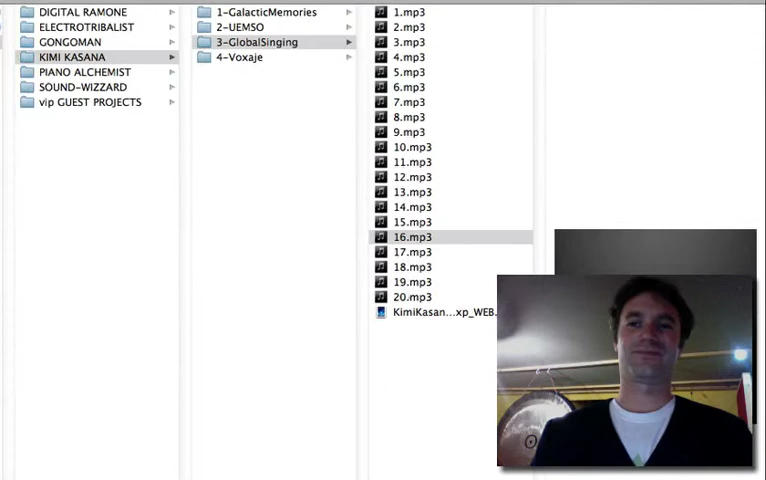 DIGITAL RAMONE
ELECTROTRIBALIST
GONGOMAN
KIMI KASANA
PIANO ALCHEMIST
SOUND-WIZZARD
vip GUEST PROJECTS
1-GalacticMemories
2-UEMSO
3-GlobalSinging
4-Voxaje
1.mp3
2.mp3
3.mp3
4.mp3
5.mp3
6.mp3
7.mp3
8.mp3
9.mp3
10.mp3
11.mp3
12.mp3
13.mp3
14.mp3
15.mp3
16.mp3
17.mp3
18.mp3
19.mp3
20.mp3
KimiKasan...xp_WEB.